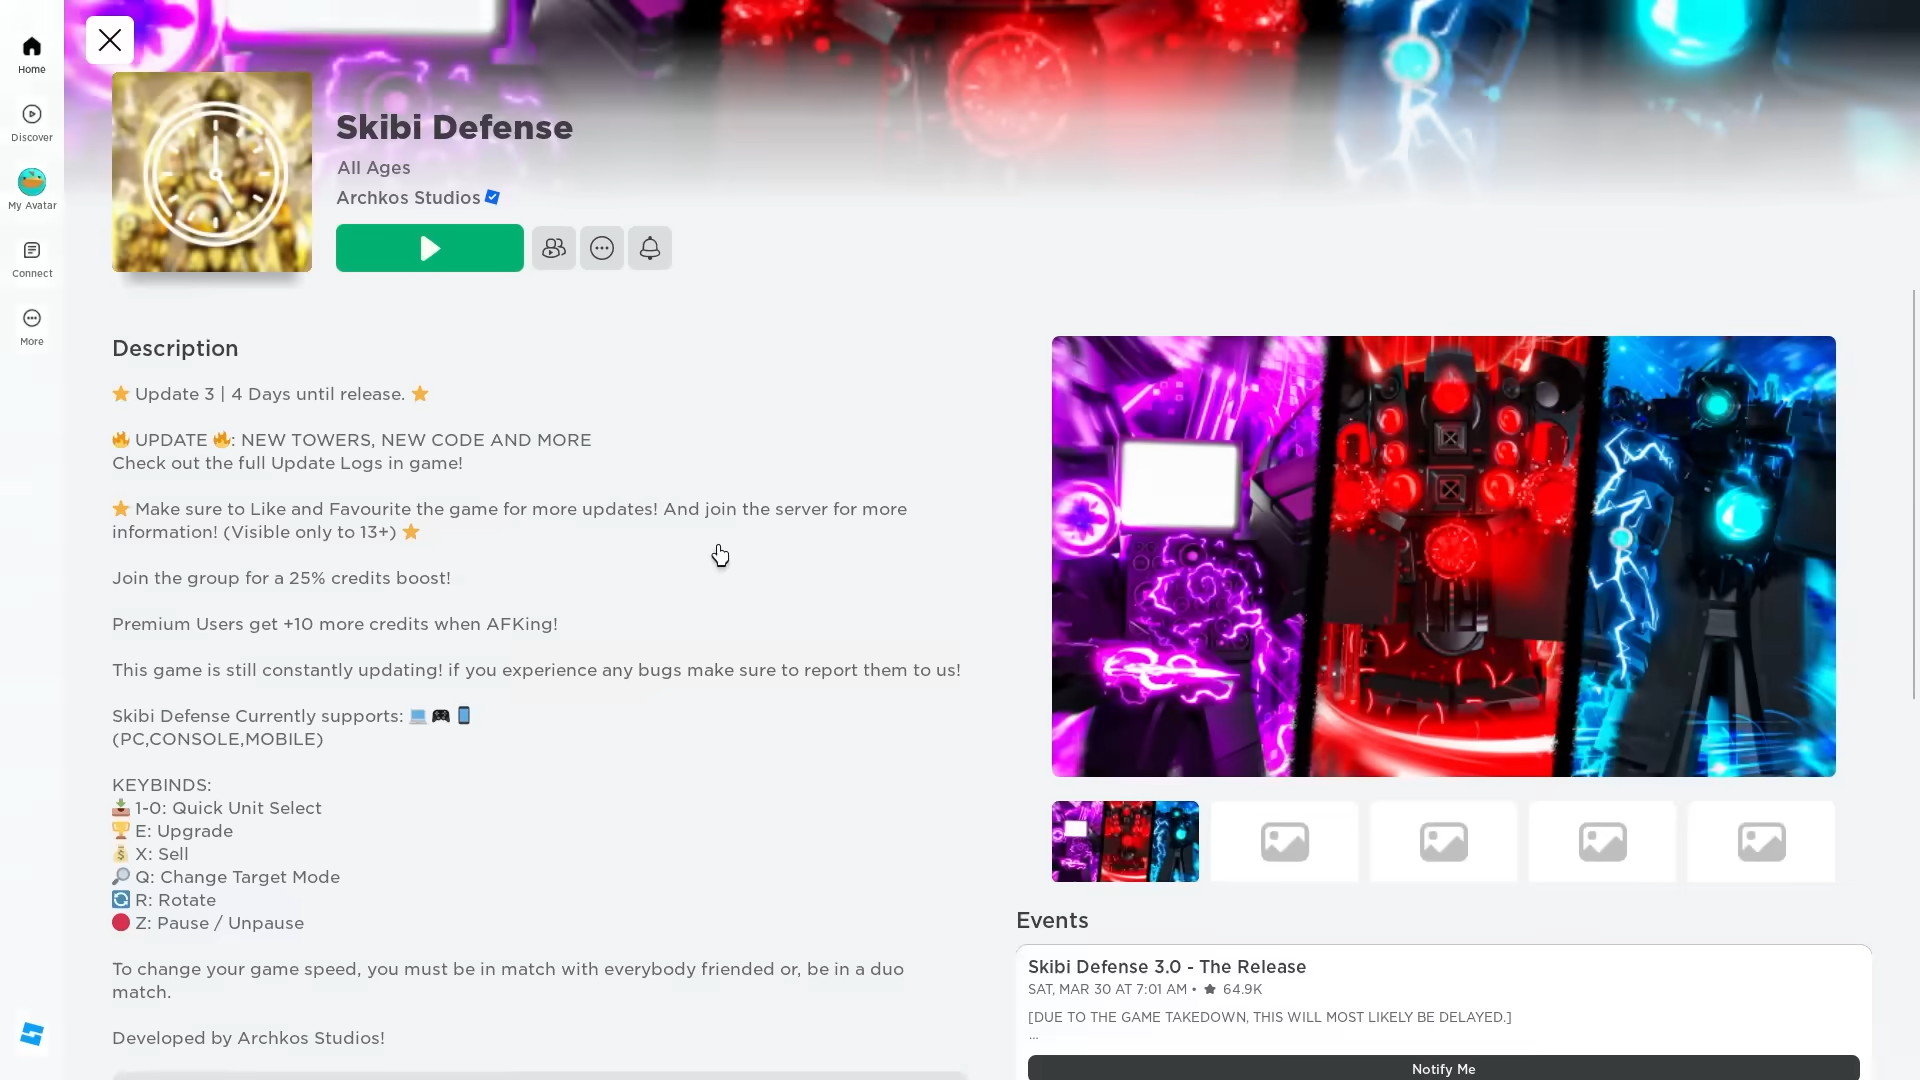 Home
Discover
My Avatar
Connect
More
Skibi Defense
All Ages
Archkos Studios
Description
⭐ Update 3 | 4 Days until release. ⭐
🔥 UPDATE 🔥: NEW TOWERS, NEW CODE AND MORE
Check out the full Update Logs in game!
⭐ Make sure to Like and Favourite the game for more updates! And join the server for more
information! (Visible only to 13+) ⭐
Join the group for a 25% credits boost!
Premium Users get +10 more credits when AFKing!
This game is still constantly updating! if you experience any bugs make sure to report them to us!
Skibi Defense Currently supports: 💻 🎮 📱
(PC,CONSOLE,MOBILE)
KEYBINDS:
📥 1-0: Quick Unit Select
🏆 E: Upgrade
💰 X: Sell
🔎 Q: Change Target Mode
🔄 R: Rotate
🔴 Z: Pause / Unpause
To change your game speed, you must be in match with everybody friended or, be in a duo
match.
Developed by Archkos Studios!
Events
Skibi Defense 3.0 - The Release
SAT, MAR 30 AT 7:01 AM • ★ 64.9K
[DUE TO THE GAME TAKEDOWN, THIS WILL MOST LIKELY BE DELAYED.]
...
Notify Me